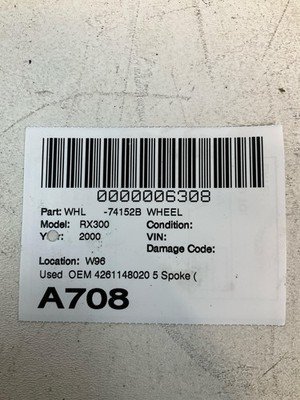 0000006308
Part: WHL -74152B WHEEL
Model: RX300 Condition:
Year: 2000 VIN:
Damage Code:
Location: W96
Used OEM 4261148020 5 Spoke (
A708